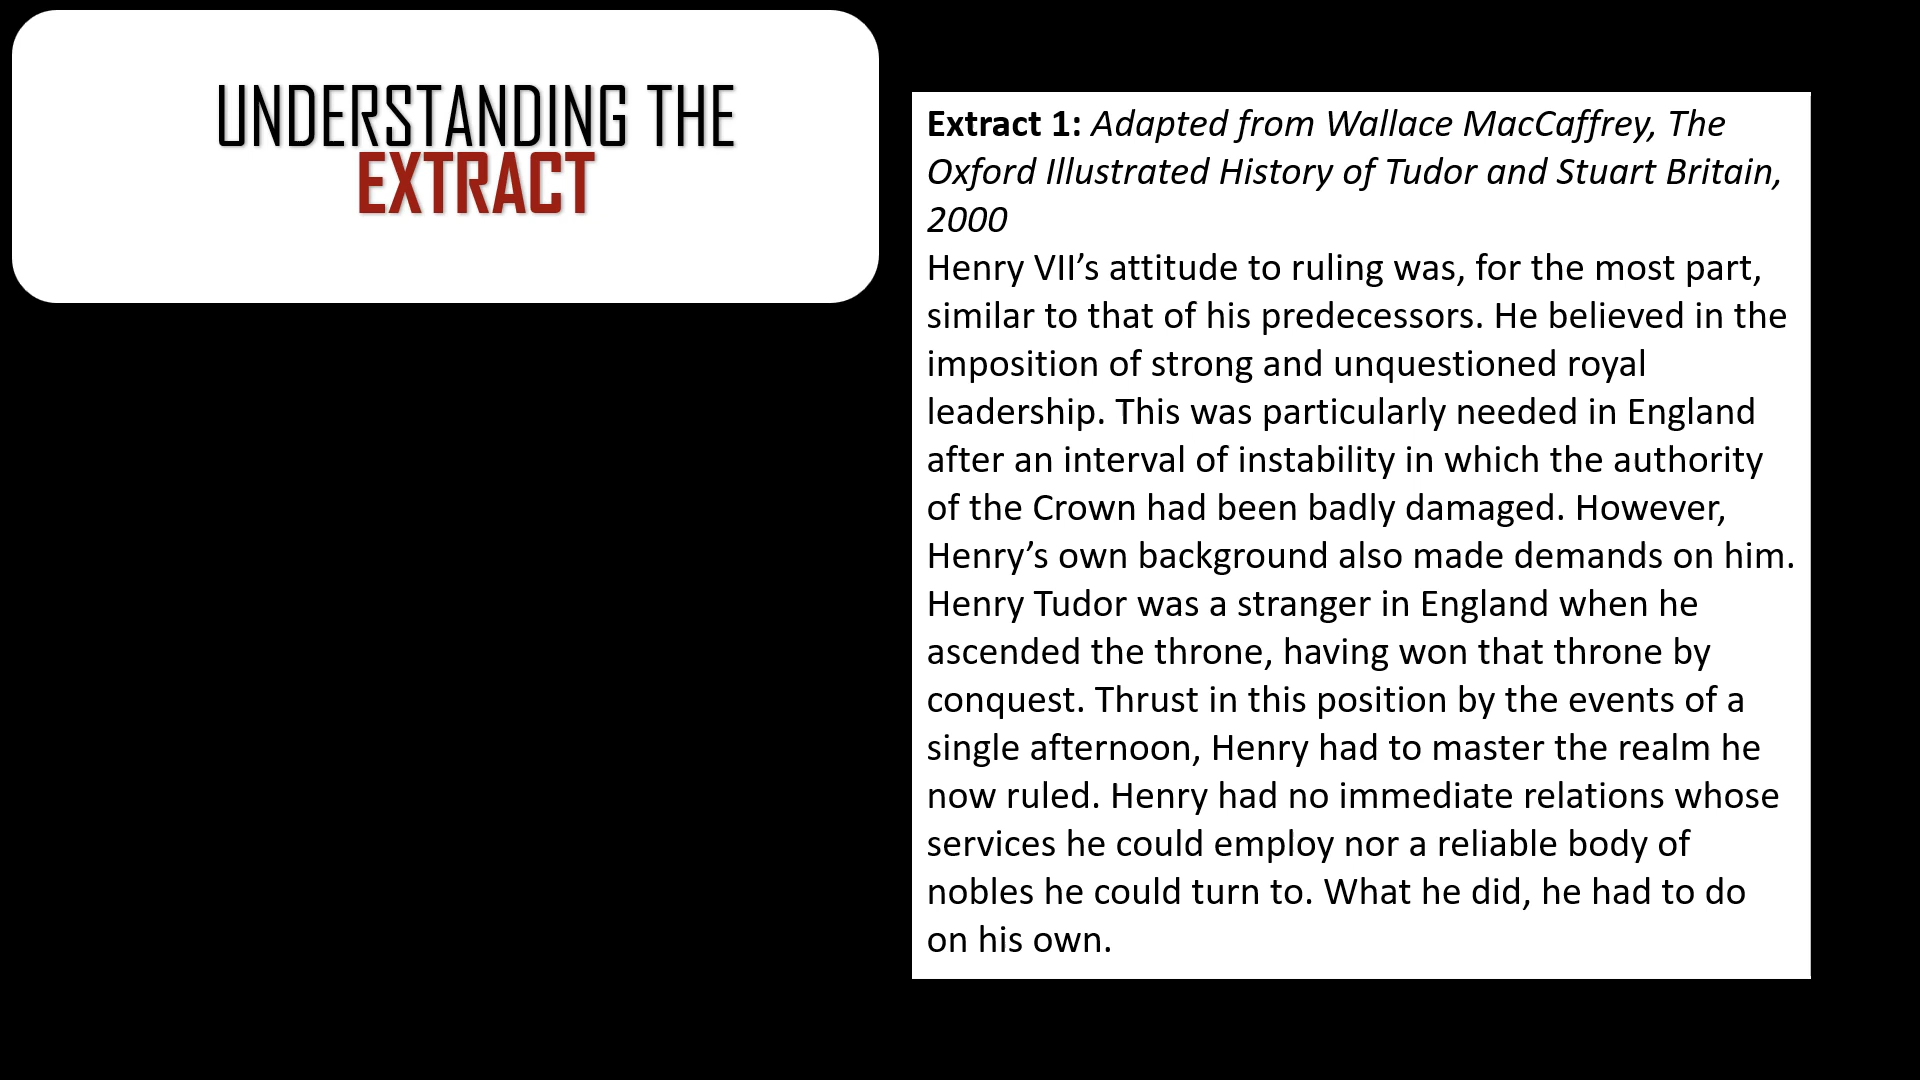 UNDERSTANDING THE
EXTRACT
Extract 1: Adapted from Wallace MacCaffrey, The
Oxford Illustrated History of Tudor and Stuart Britain,
2000
Henry VII’s attitude to ruling was, for the most part,
similar to that of his predecessors. He believed in the
imposition of strong and unquestioned royal
leadership. This was particularly needed in England
after an interval of instability in which the authority
of the Crown had been badly damaged. However,
Henry’s own background also made demands on him.
Henry Tudor was a stranger in England when he
ascended the throne, having won that throne by
conquest. Thrust in this position by the events of a
single afternoon, Henry had to master the realm he
now ruled. Henry had no immediate relations whose
services he could employ nor a reliable body of
nobles he could turn to. What he did, he had to do
on his own.